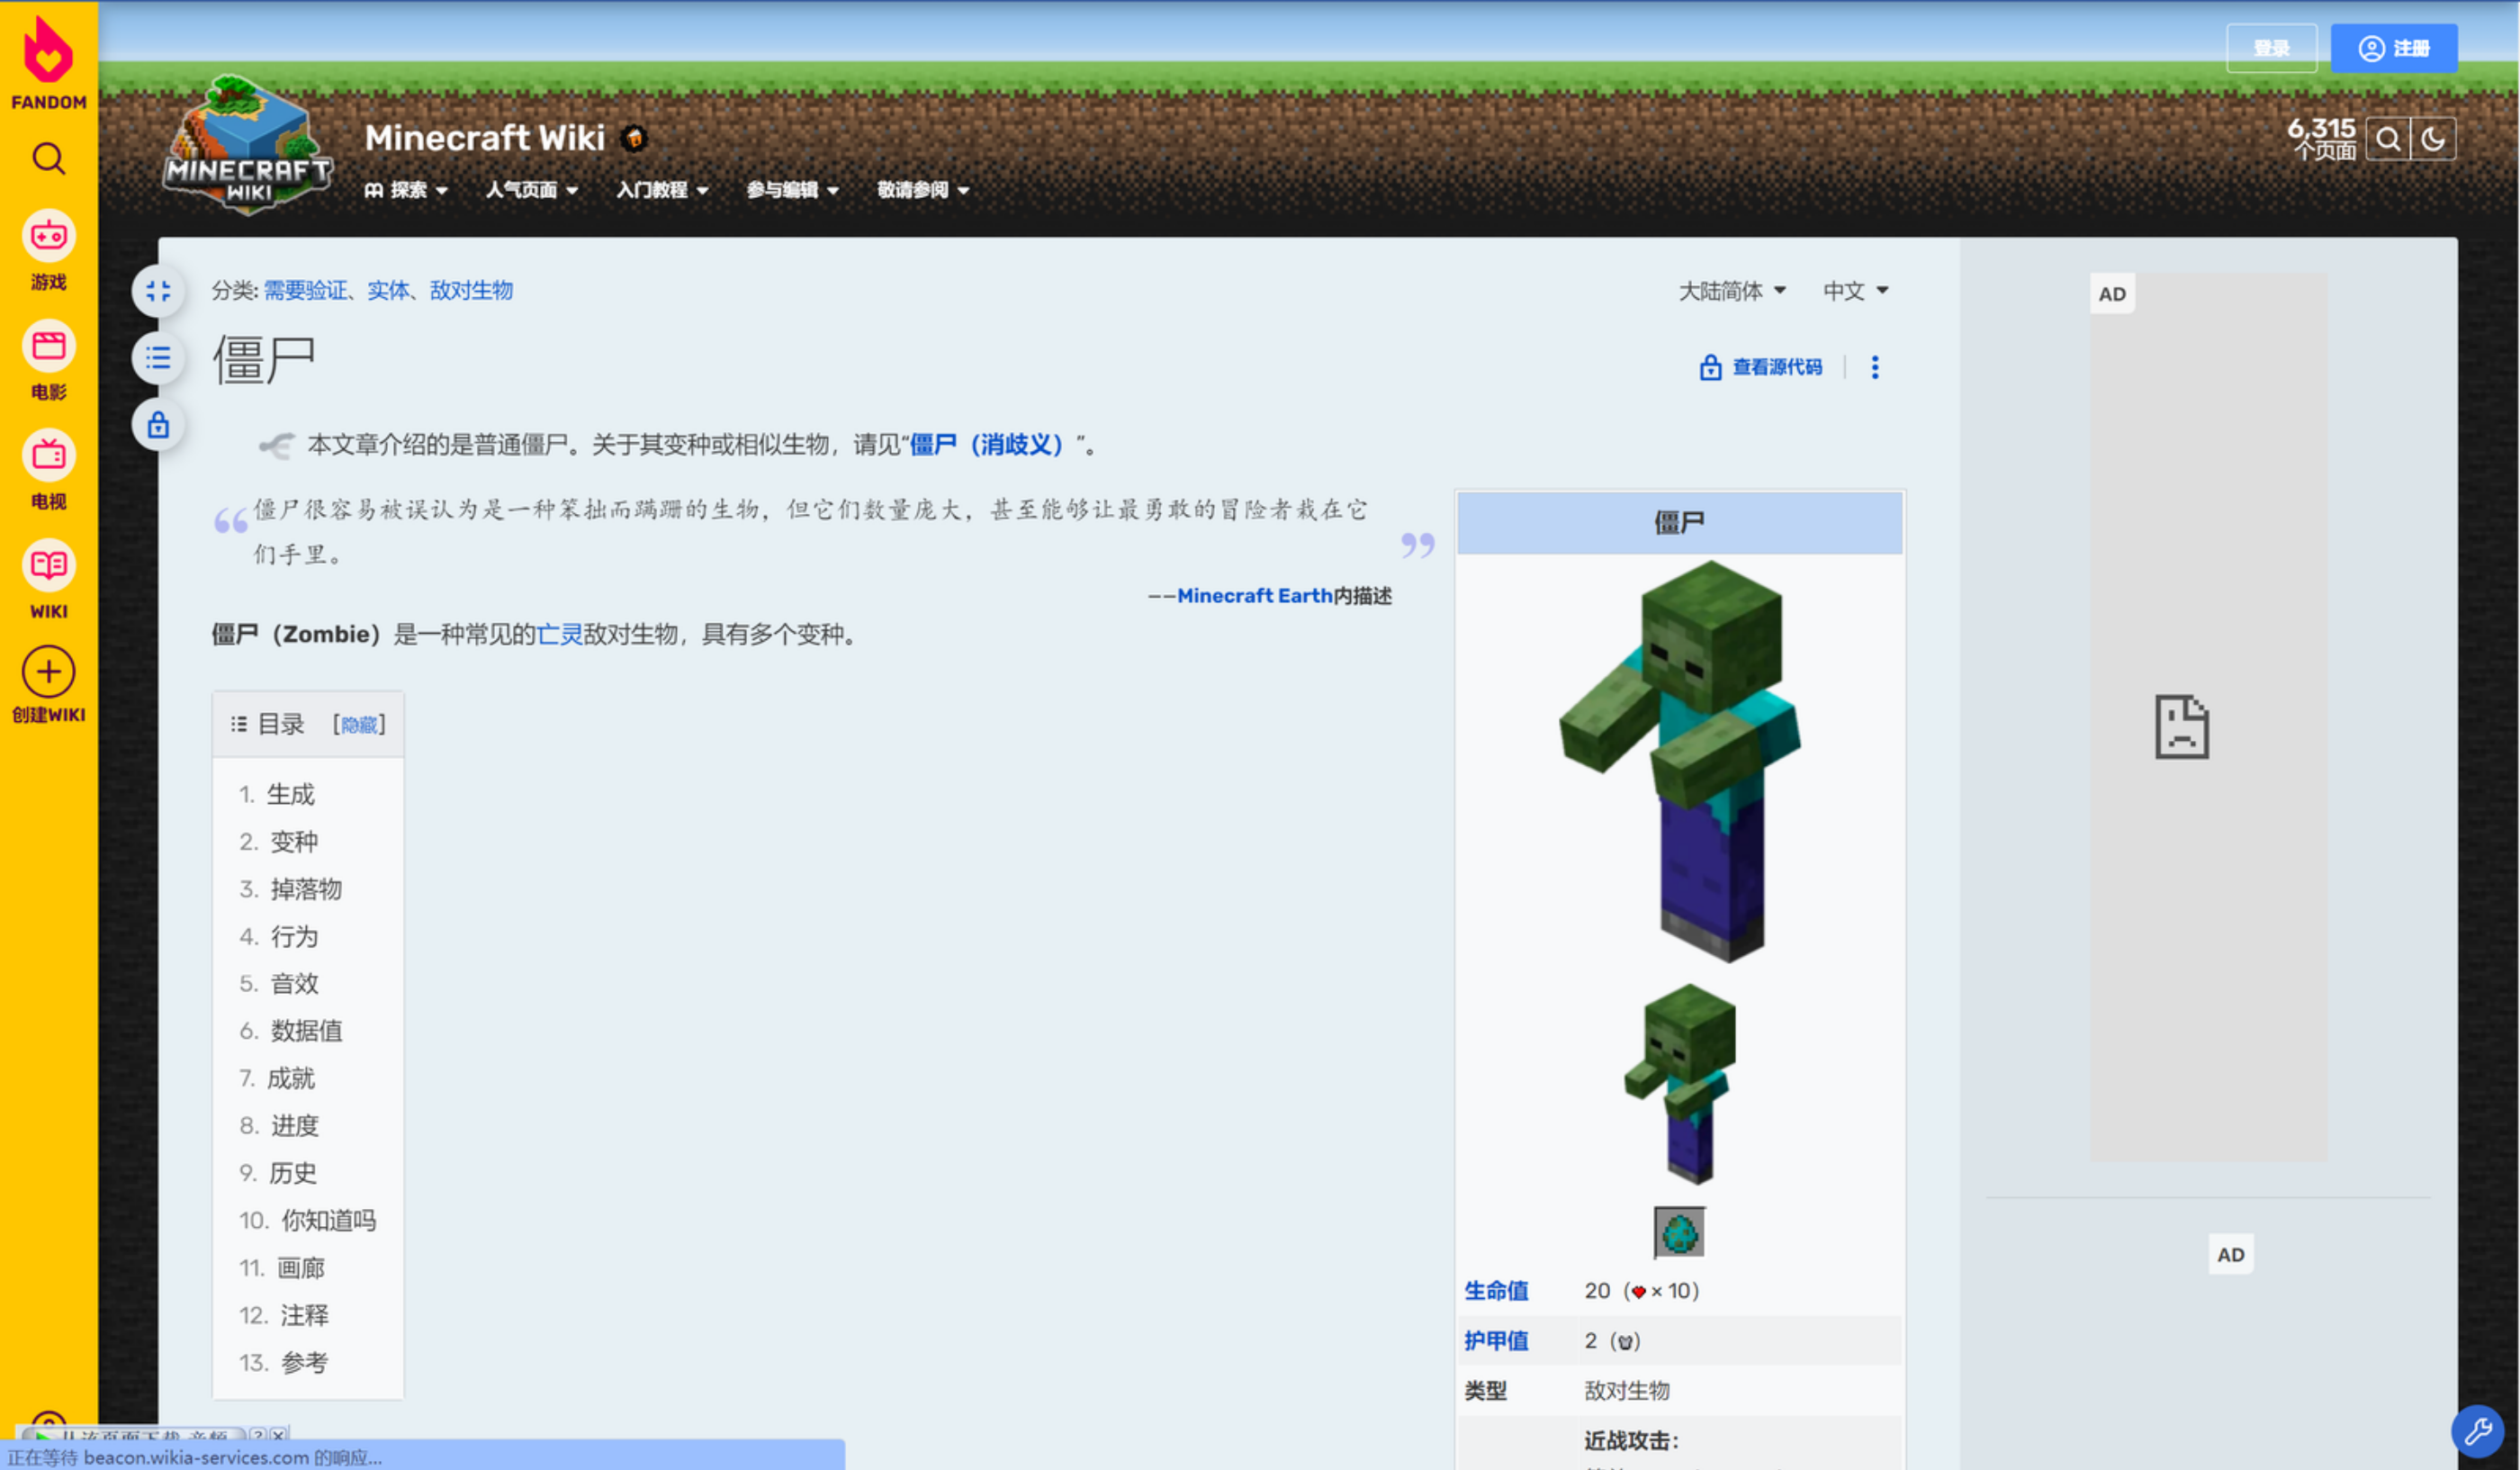 FANDOM
游戏
电影
电视
WIKI
创建WIKI
登录
注册
MINECRAFT
WIKI
Minecraft Wiki
探索
人气页面
入门教程
参与编辑
敬请参阅
6,315
个页面
分类: 需要验证、实体、敌对生物
大陆简体
中文
僵尸
查看源代码
本文章介绍的是普通僵尸。关于其变种或相似生物，请见“僵尸（消歧义）”。
“僵尸很容易被误认为是一种笨拙而蹒跚的生物，但它们数量庞大，甚至能够让最勇敢的冒险者栽在它
们手里。”
——Minecraft Earth内描述
僵尸（Zombie）是一种常见的亡灵敌对生物，具有多个变种。
目录 [隐藏]
1. 生成
2. 变种
3. 掉落物
4. 行为
5. 音效
6. 数据值
7. 成就
8. 进度
9. 历史
10. 你知道吗
11. 画廊
12. 注释
13. 参考
僵尸
生命值 20 （× 10）
护甲值 2 （）
类型 敌对生物
近战攻击：
AD
AD
从该页面下载 音频 ? X
正在等待 beacon.wikia-services.com 的响应...